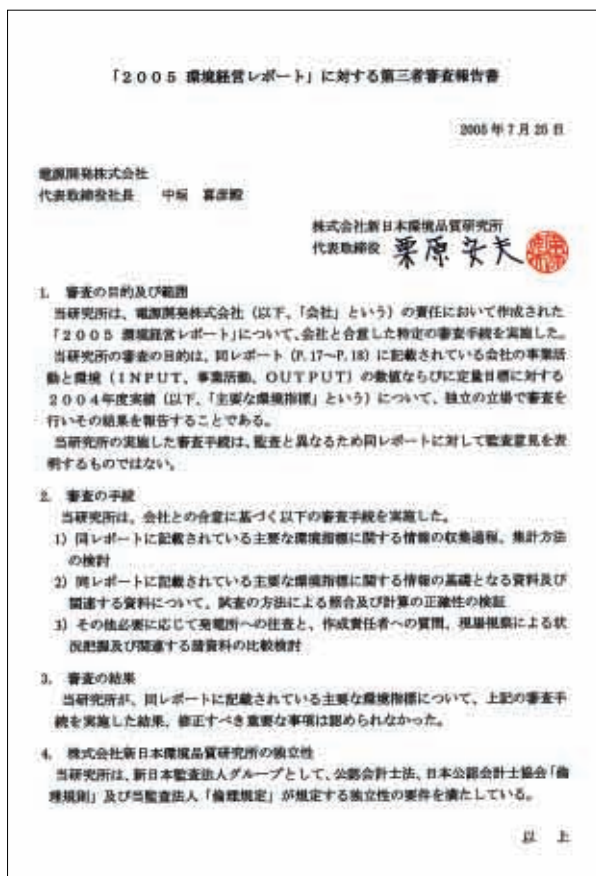 「2005 環境経営レポート」に対する第三者審査報告書
2005年7月25日
電源開発株式会社
代表取締役社長 中垣 喜彦殿
株式会社新日本環境品質研究所
代表取締役 栗原安夫
1. 審査の目的及び範囲
当研究所は、電源開発株式会社（以下、「会社」という）の責任において作成された
「2005 環境経営レポート」について、会社と合意した特定の審査手続を実施した。
当研究所の審査の目的は、同レポート（P.17～P.18）に記載されている会社の事業活
動と環境（INPUT、事業活動、OUTPUT）の数値ならびに定量目標に対する
2004年度実績（以下、「主要な環境指標」という）について、独立の立場で審査を
行いその結果を報告することである。
当研究所の実施した審査手続は、監査と異なるため同レポートに対して監査意見を表
明するものではない。
2. 審査の手続
当研究所は、会社との合意に基づく以下の審査手続を実施した。
1）同レポートに記載されている主要な環境指標に関する情報の収集過程、集計方法
の検討
2）同レポートに記載されている主要な環境指標に関する情報の基礎となる資料及び
関連する資料について、試査の方法による照合及び計算の正確性の検証
3）その他必要に応じて発電所への往査と、作成責任者への質問、現場視察による状
況把握及び関連する諸資料の比較検討
3. 審査の結果
当研究所が、同レポートに記載されている主要な環境指標について、上記の審査手
続を実施した結果、修正すべき重要な事項は認められなかった。
4. 株式会社新日本環境品質研究所の独立性
当研究所は、新日本監査法人グループとして、公認会計士法、日本公認会計士協会「倫
理規則」及び当監査法人「倫理規定」が規定する独立性の要件を満たしている。
以 上